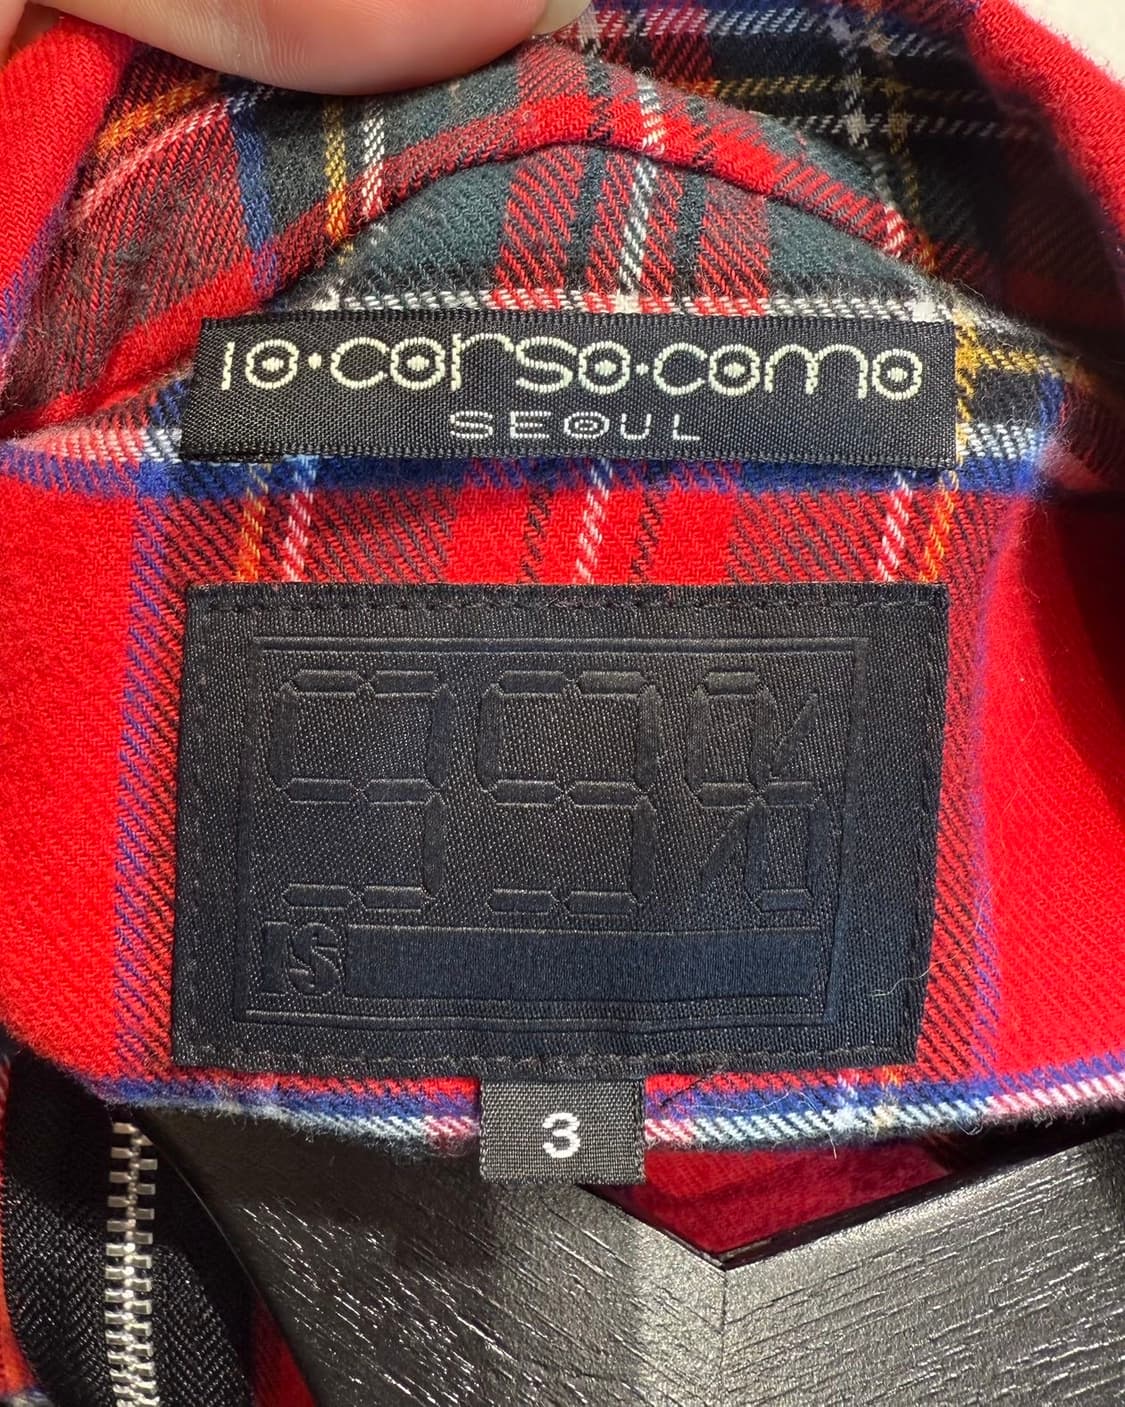 10·corso·como
SEOUL
99%
IS
3